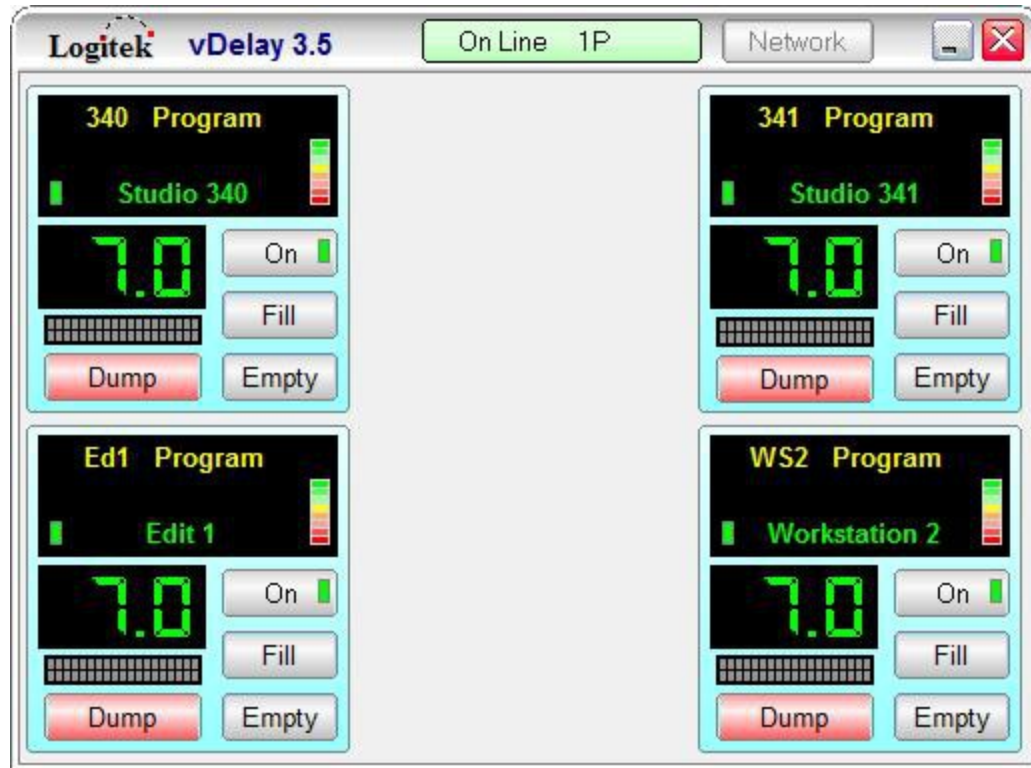 Logitek vDelay 3.5 On Line 1P Network
340 Program
Studio 340
7.0
On
Fill
Dump
Empty
341 Program
Studio 341
7.0
On
Fill
Dump
Empty
Ed1 Program
Edit 1
7.0
On
Fill
Dump
Empty
WS2 Program
Workstation 2
7.0
On
Fill
Dump
Empty